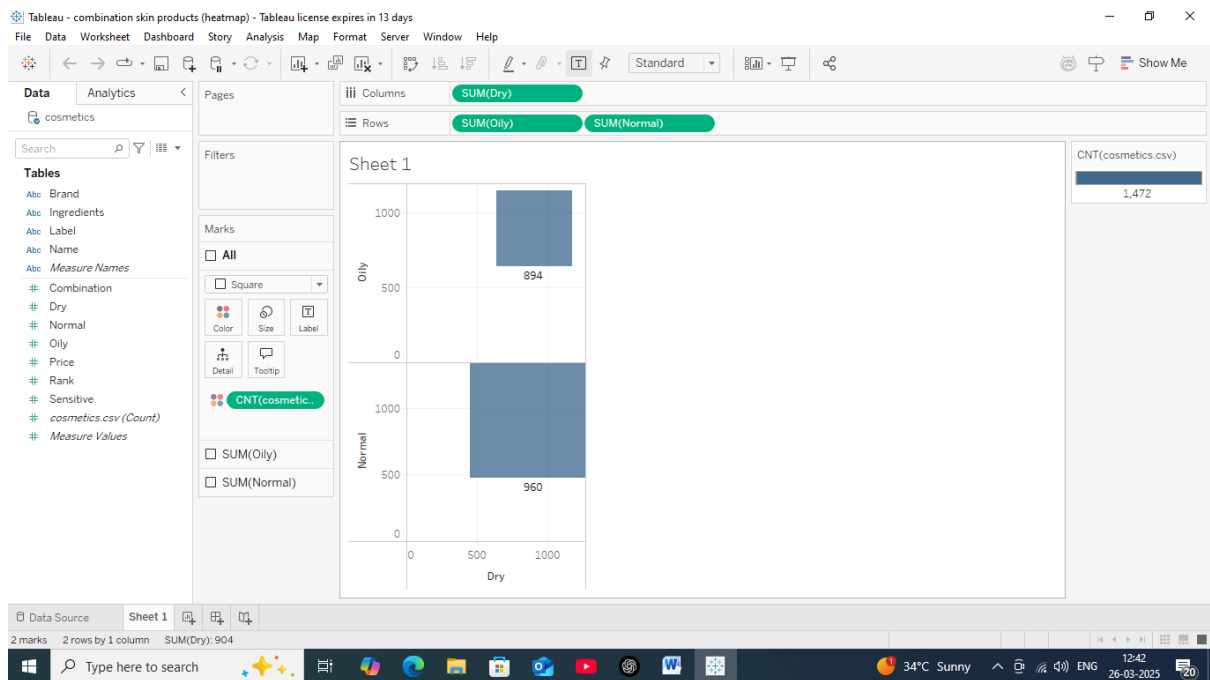 Tableau - combination skin products (heatmap) - Tableau license expires in 13 days
File Data Worksheet Dashboard Story Analysis Map Format Server Window Help
Standard
Show Me
Data Analytics
cosmetics
Search
Tables
Abc Brand
Abc Ingredients
Abc Label
Abc Name
Abc Measure Names
# Combination
# Dry
# Normal
# Oily
# Price
# Rank
# Sensitive
# cosmetics.csv (Count)
# Measure Values
Pages
Filters
Marks
All
Square
Color Size Label
Detail Tooltip
CNT(cosmetic..
SUM(Oily)
SUM(Normal)
Columns SUM(Dry)
Rows SUM(Oily) SUM(Normal)
Sheet 1
1000
Oily
894
500
0
1000
Normal
500
960
0
0 500 1000
Dry
CNT(cosmetics.csv)
1,472
Data Source Sheet 1
2 marks 2 rows by 1 column SUM(Dry): 904
Type here to search
34°C Sunny
ENG
12:42
26-03-2025
1
20